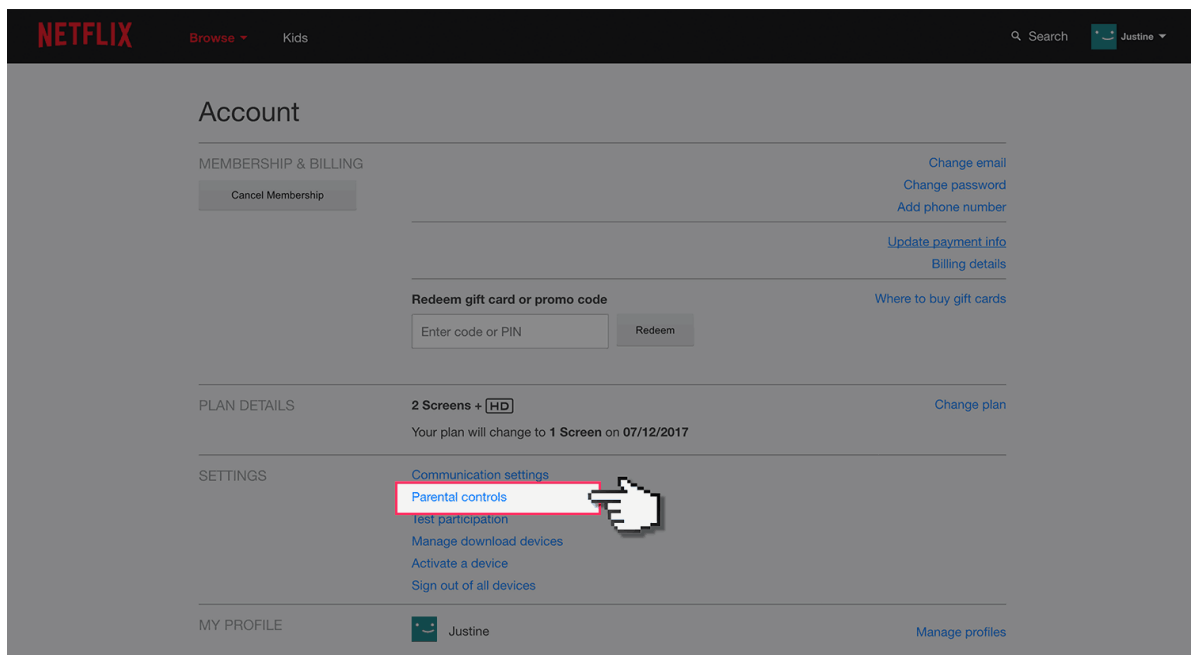 NETFLIX
Browse
Kids
Search
Justine
Account
MEMBERSHIP & BILLING
Cancel Membership
Change email
Change password
Add phone number
Update payment info
Billing details
Redeem gift card or promo code
Where to buy gift cards
Enter code or PIN
Redeem
PLAN DETAILS
2 Screens + HD
Change plan
Your plan will change to 1 Screen on 07/12/2017
SETTINGS
Communication settings
Parental controls
Test participation
Manage download devices
Activate a device
Sign out of all devices
MY PROFILE
Justine
Manage profiles